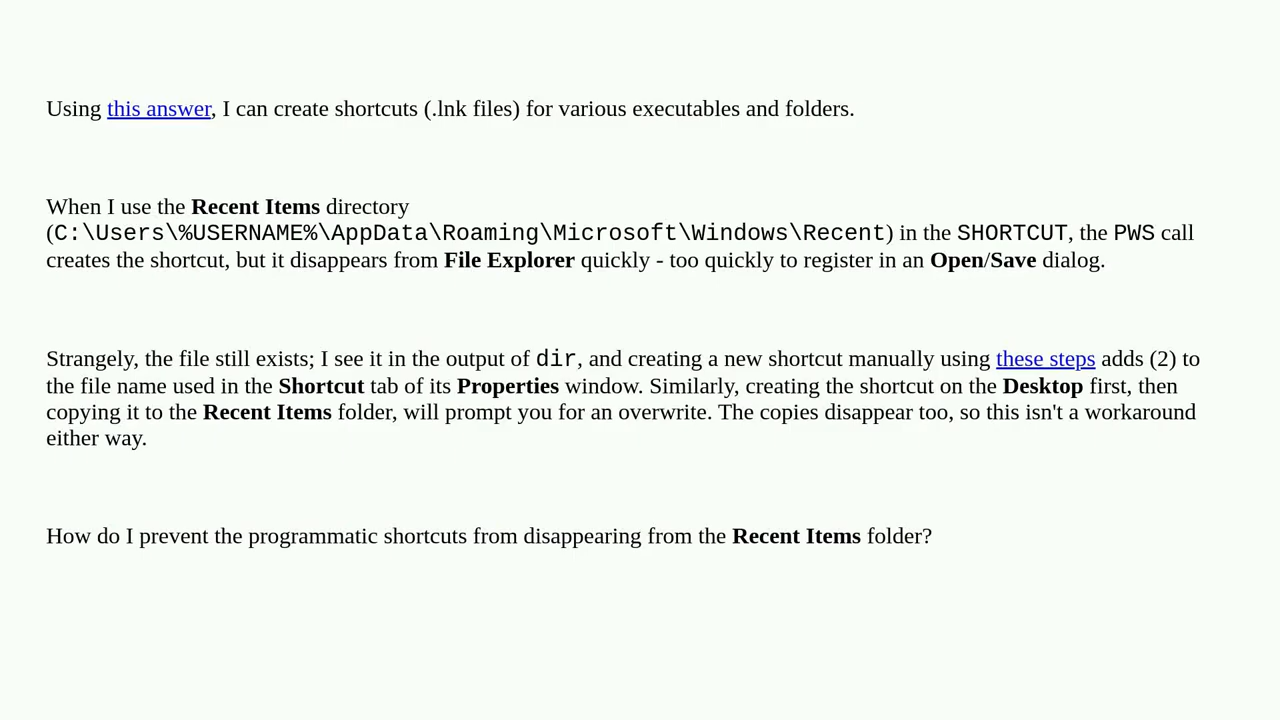 Using this answer, I can create shortcuts (.lnk files) for various executables and folders.
When I use the Recent Items directory
(C:\Users\%USERNAME%\AppData\Roaming\Microsoft\Windows\Recent) in the SHORTCUT, the PWS call
creates the shortcut, but it disappears from File Explorer quickly - too quickly to register in an Open/Save dialog.
Strangely, the file still exists; I see it in the output of dir, and creating a new shortcut manually using these steps adds (2) to
the file name used in the Shortcut tab of its Properties window. Similarly, creating the shortcut on the Desktop first, then
copying it to the Recent Items folder, will prompt you for an overwrite. The copies disappear too, so this isn't a workaround
either way.
How do I prevent the programmatic shortcuts from disappearing from the Recent Items folder?